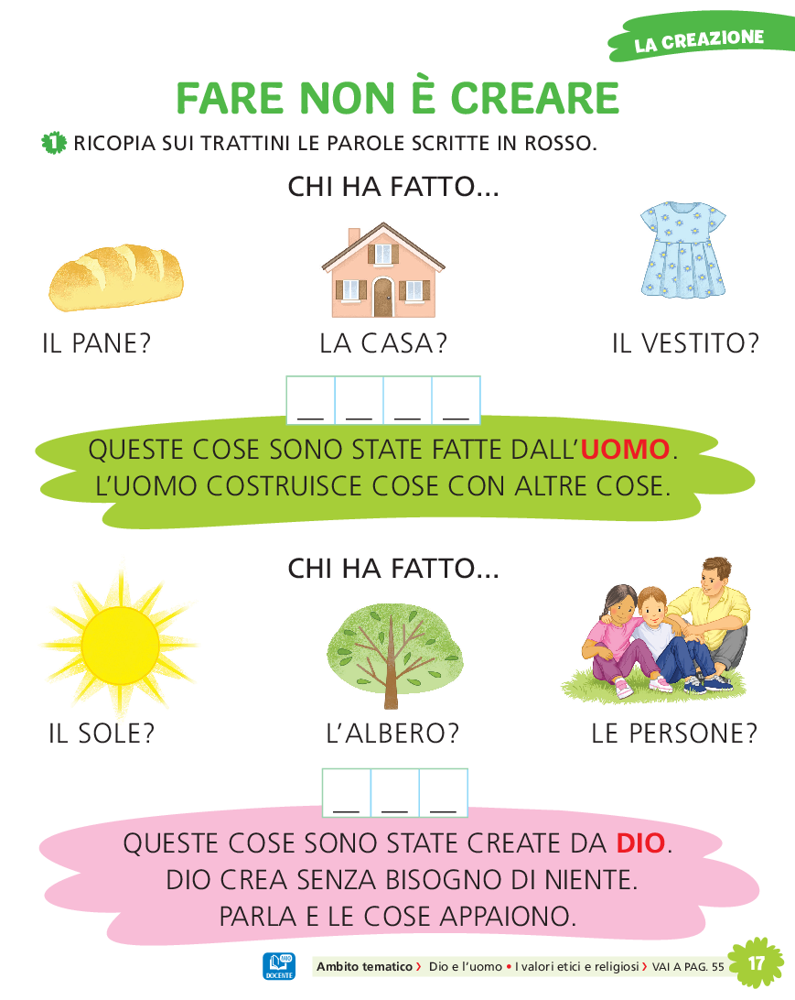 LA CREAZIONE
FARE NON È CREARE
1 RICOPIA SUI TRATTINI LE PAROLE SCRITTE IN ROSSO.
CHI HA FATTO...
IL PANE?
LA CASA?
IL VESTITO?
QUESTE COSE SONO STATE FATTE DALL'UOMO.
L'UOMO COSTRUISCE COSE CON ALTRE COSE.
CHI HA FATTO...
IL SOLE?
L'ALBERO?
LE PERSONE?
QUESTE COSE SONO STATE CREATE DA DIO.
DIO CREA SENZA BISOGNO DI NIENTE.
PARLA E LE COSE APPAIONO.
MIO DOCENTE
Ambito tematico › Dio e l'uomo • I valori etici e religiosi › VAI A PAG. 55
17